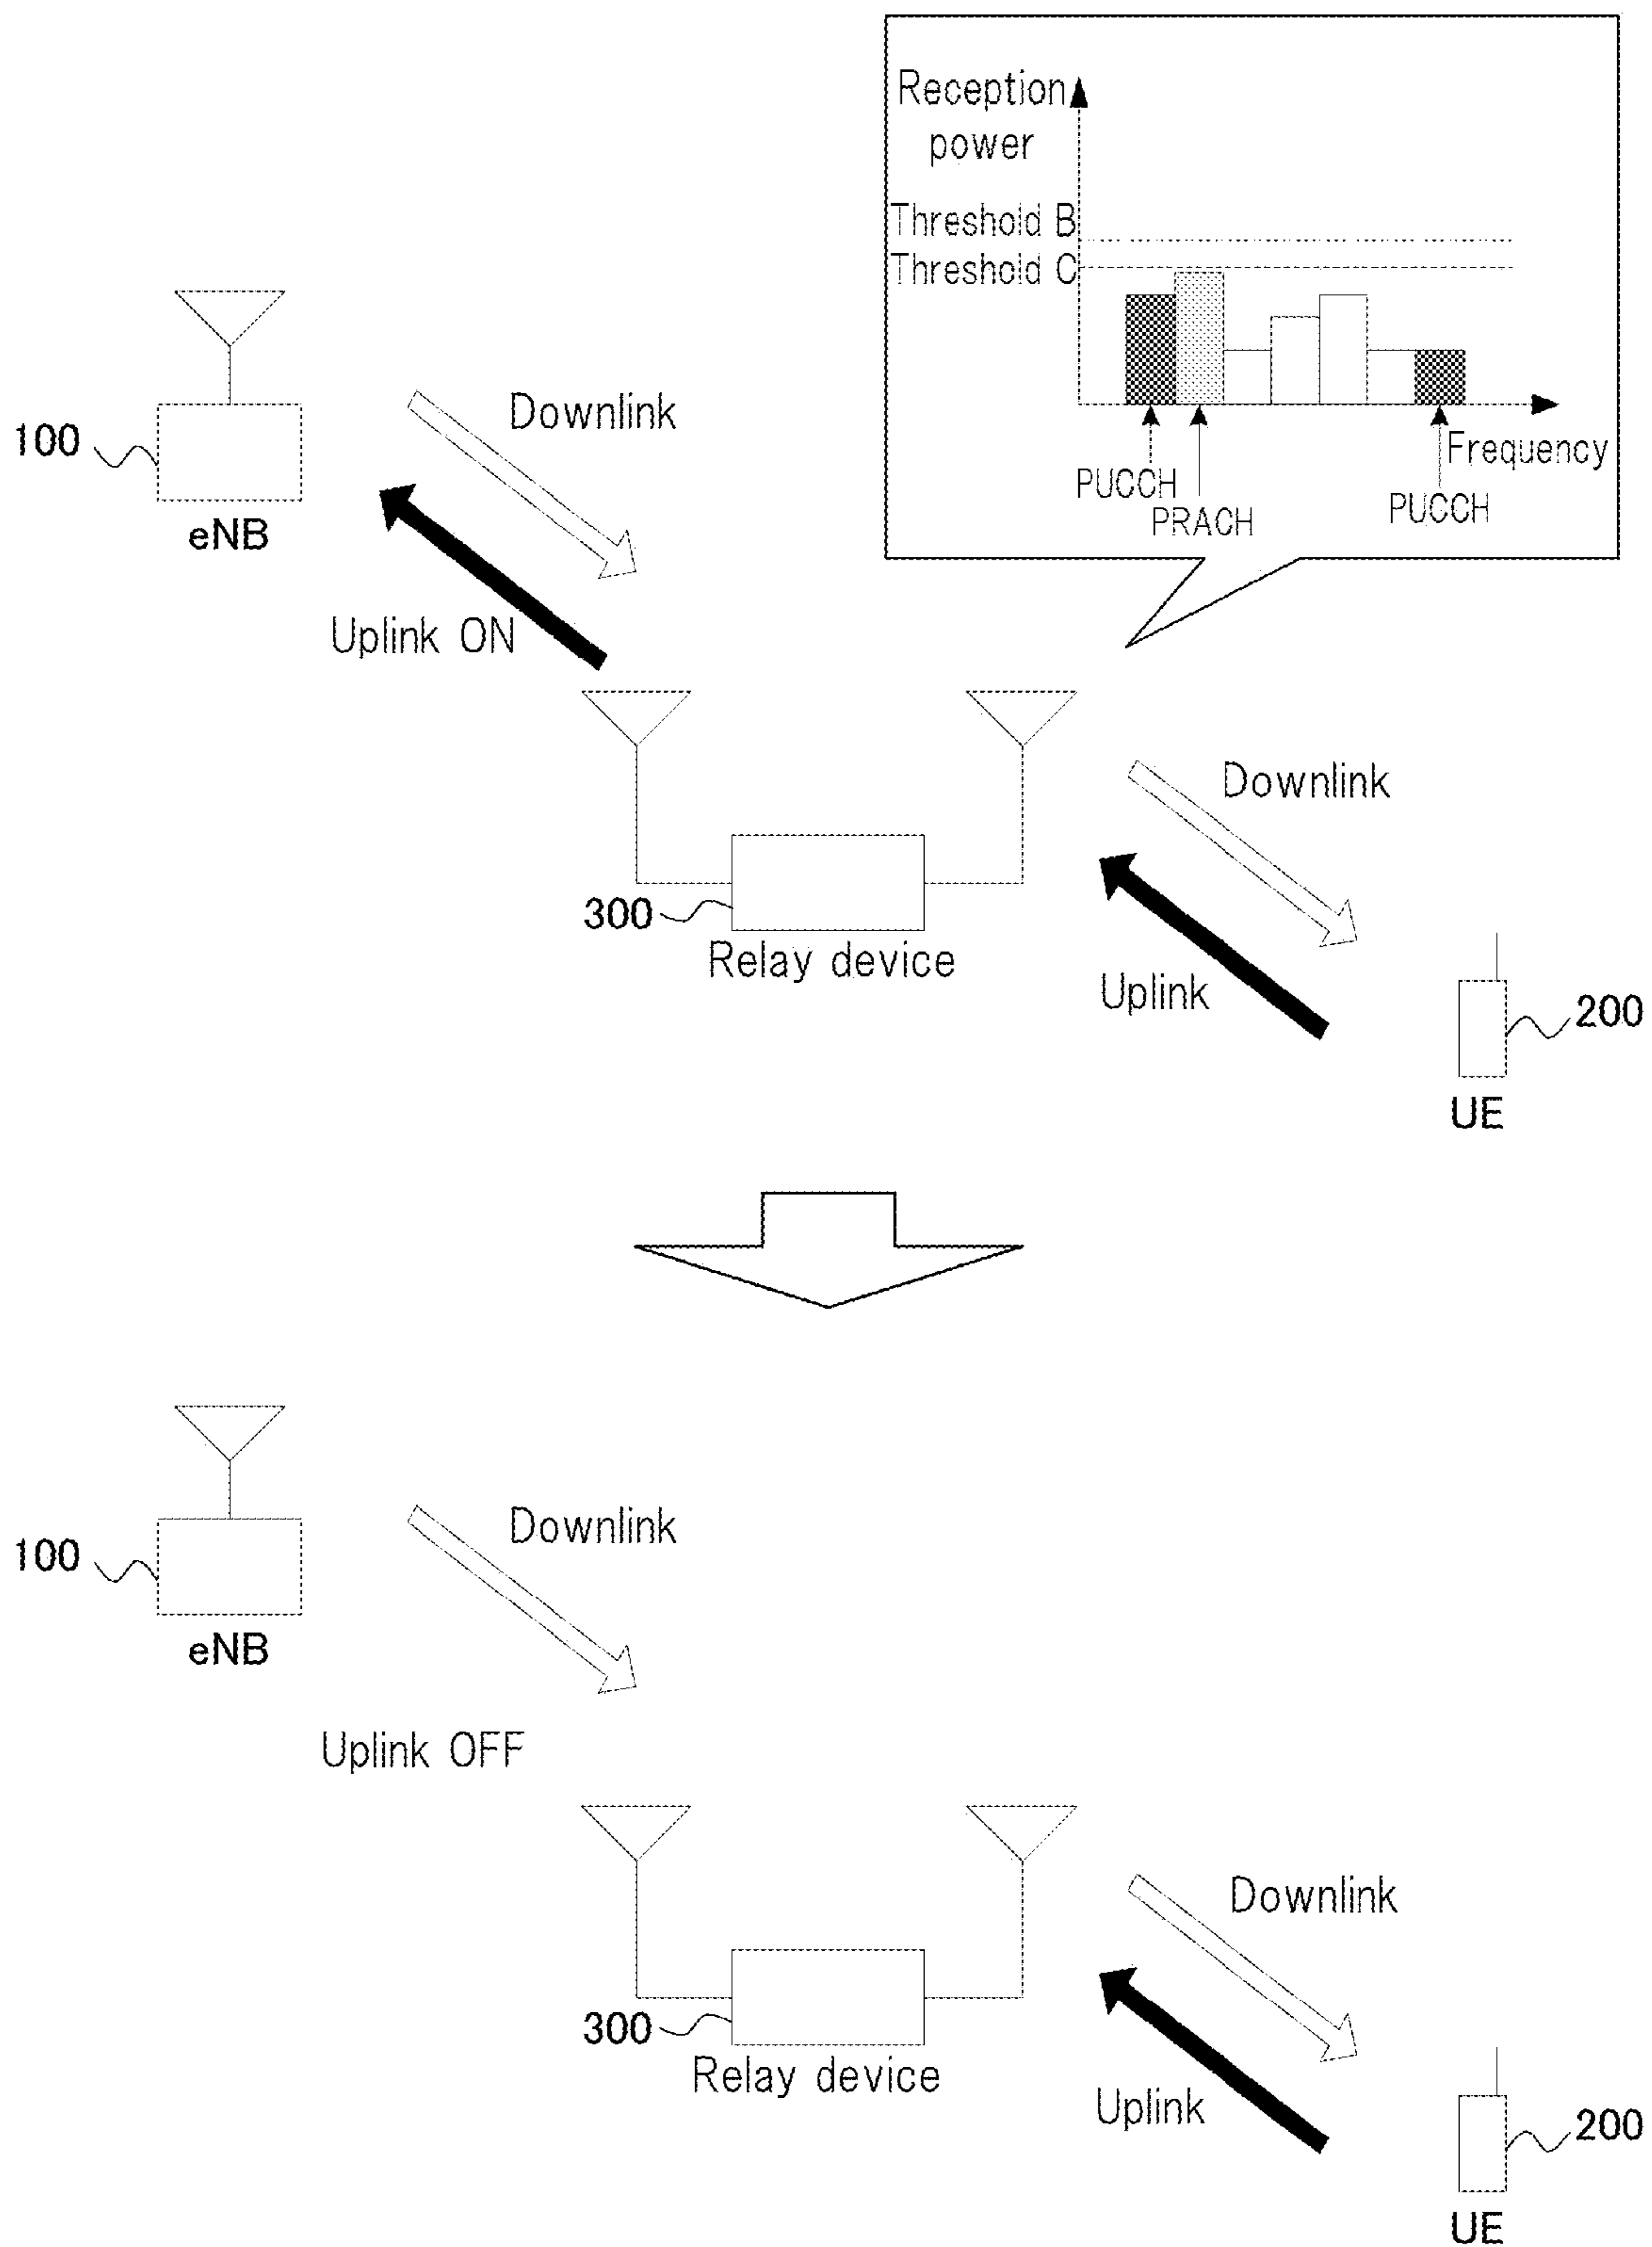 Reception
power
Threshold B
Threshold C
Frequency
PUCCH
PRACH
PUCCH
100
eNB
Downlink
Uplink ON
Downlink
300
Relay device
Uplink
200
UE
100
eNB
Downlink
Uplink OFF
Downlink
300
Relay device
Uplink
200
UE